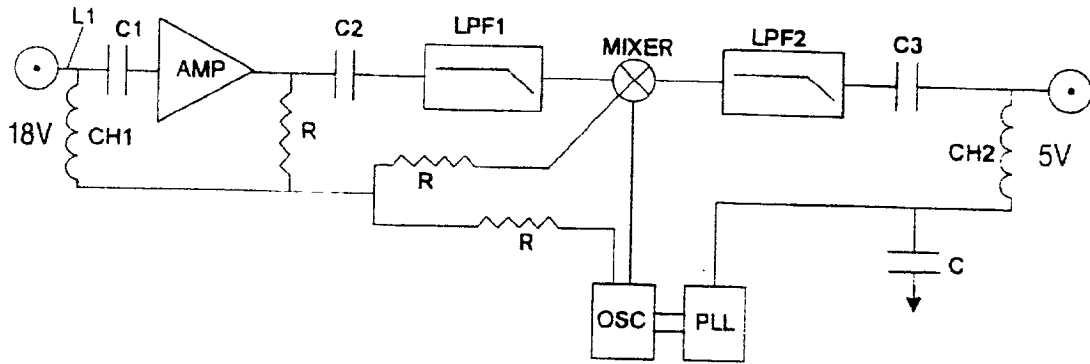 L1
C1
C2
LPF1
MIXER
LPF2
C3
AMP
18V
CH1
R
R
CH2
5V
R
C
OSC
PLL